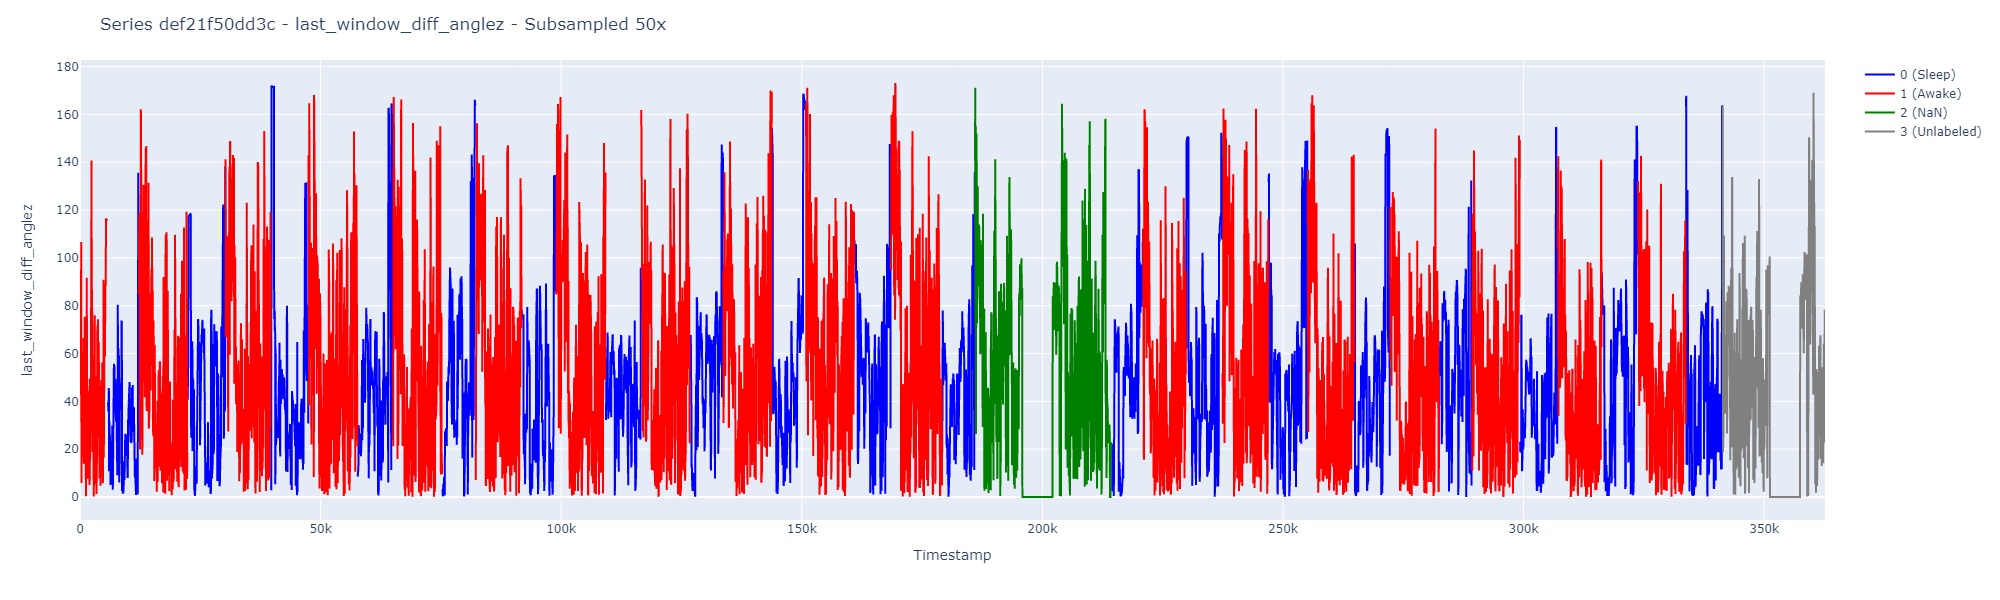 Series def21f50dd3c - last_window_diff_anglez - Subsampled 50x
180
160
140
120
100
80
60
40
20
0
last_window_diff_anglez
0
50k
100k
150k
200k
250k
300k
350k
Timestamp
0 (Sleep)
1 (Awake)
2 (NaN)
3 (Unlabeled)